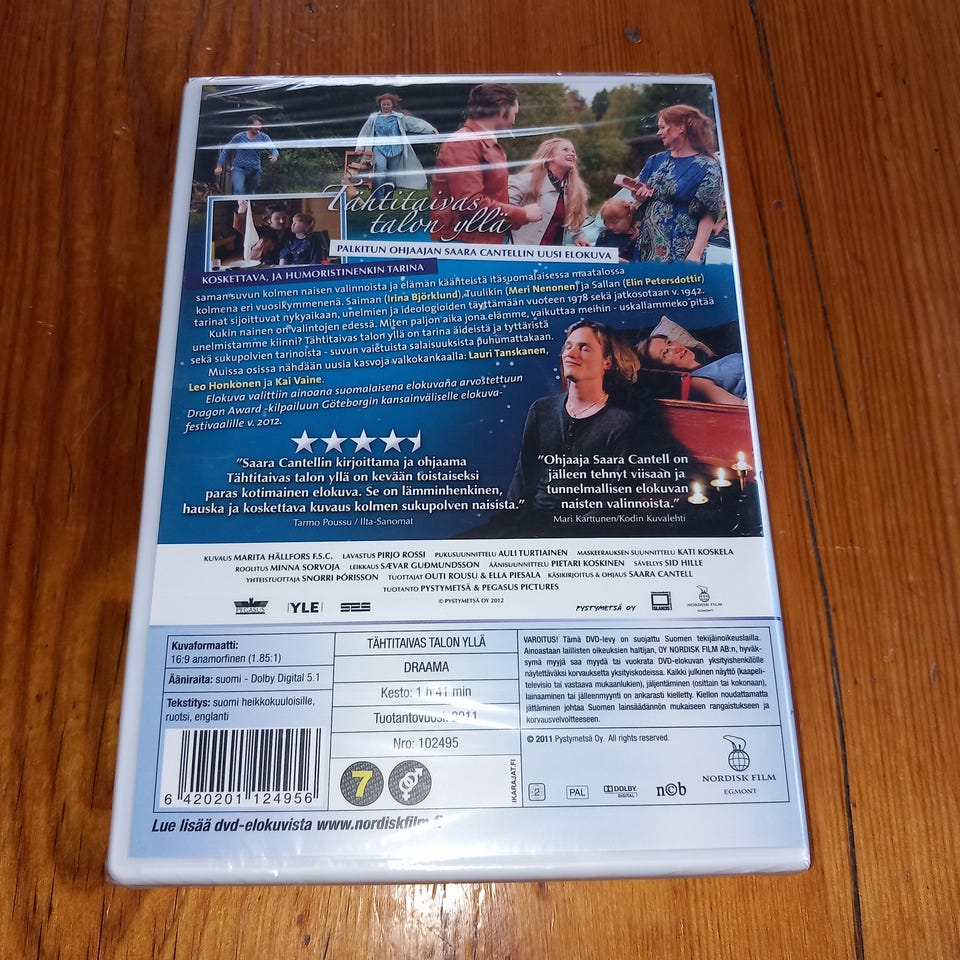 Tähtitaivas
talon yllä
PALKITUN OHJAAJAN SAARA CANTELLIN UUSI ELOKUVA
KOSKETTAVA, JA HUMORISTINENKIN TARINA
saman suvun kolmen naisen valinnoista ja elämän käänteistä itäsuomalaisessa maatalossa
kolmena eri vuosikymmenenä. Saiman (Irina Björklund), Tuulikin (Meri Nenonen) ja Sallan (Elin Petersdottir)
tarinat sijoittuvat nykyaikaan, unelmien ja ideologioiden täyttämään vuoteen 1978 sekä jatkosotaan v. 1942.
Kukin nainen on valintojen edessä. Miten paljon aika jona elämme, vaikuttaa meihin - uskallammeko pitää
unelmistamme kiinni? Tähtitaivas talon yllä on tarina äideistä ja tyttäristä
sekä sukupolvien tarinoista - suvun vaietuista salaisuuksista puhumattakaan.
Muissa osissa nähdään uusia kasvoja valkokankaalla: Lauri Tanskanen,
Leo Honkonen ja Kai Vaine.
Elokuva valittiin ainoana suomalaisena elokuvana arvostettuun
Dragon Award -kilpailuun Göteborgin kansainväliselle elokuva-
festivaalille v. 2012.
"Saara Cantellin kirjoittama ja ohjaama
Tähtitaivas talon yllä on kevään toistaiseksi
paras kotimainen elokuva. Se on lämminhenkinen,
hauska ja koskettava kuvaus kolmen sukupolven naisista."
Tarmo Poussu / Ilta-Sanomat
"Ohjaaja Saara Cantell on
jälleen tehnyt viisaan ja
tunnelmallisen elokuvan
naisten valinnoista."
Mari Karttunen/Kodin Kuvalehti
KUVAUS MARITA HÄLLFORS F.S.C. LAVASTUS PIRJO ROSSI PUKUSUUNNITTELU AULI TURTIAINEN MASKEERAUKSEN SUUNNITTELU KATI KOSKELA
ROOLITUS MINNA SORVOJA LEIKKAUS SÆVAR GUÐMUNDSSON ÄÄNISUUNNITTELU PIETARI KOSKINEN SÄVELLYS SID HILLE
YHTEISTUOTTAJA SNORRI ÞÓRISSON TUOTTAJAT OUTI ROUSU & ELLA PIESALA KÄSIKIRJOITUS & OHJAUS SAARA CANTELL
TUOTANTO PYSTYMETSÄ & PEGASUS PICTURES
© PYSTYMETSÄ OY 2012
PEGASUS YLE SES PYSTYMETSÄ OY ISLANDS NORDISK FILM
EGMONT
Kuvaformaatti:
16:9 anamorfinen (1.85:1)
Ääniraita: suomi - Dolby Digital 5.1
Tekstitys: suomi heikkokuuloisille,
ruotsi, englanti
6 420201 124956
TÄHTITAIVAS TALON YLLÄ
DRAAMA
Kesto: 1 h 41 min
Tuotantovuosi: 2011
Nro: 102495
7
IKARAJAT.FI
VAROITUS! Tämä DVD-levy on suojattu Suomen tekijäinoikeuslailla.
Ainoastaan laillisten oikeuksien haltijan, OY NORDISK FILM AB:n, hyväk-
symä myyjä saa myydä tai vuokrata DVD-elokuvan yksityishenkilölle
näytettäväksi korvauksetta yksityiskodeissa. Kaikki julkinen näyttö (kaapeli-
televisio tai vastaava mukaanlukien), jäljentäminen (osittain tai kokonaan),
lainaaminen tai jälleenmyynti on ankarasti kielletty. Kiellon noudattamatta
jättäminen johtaa Suomen lainsäädännön mukaiseen rangaistukseen ja
korvausvelvoitteeseen.
© 2011 Pystymetsä Oy. All rights reserved.
2 PAL DOLBY
DIGITAL n©b
NORDISK FILM
EGMONT
Lue lisää dvd-elokuvista www.nordiskfilm.fi